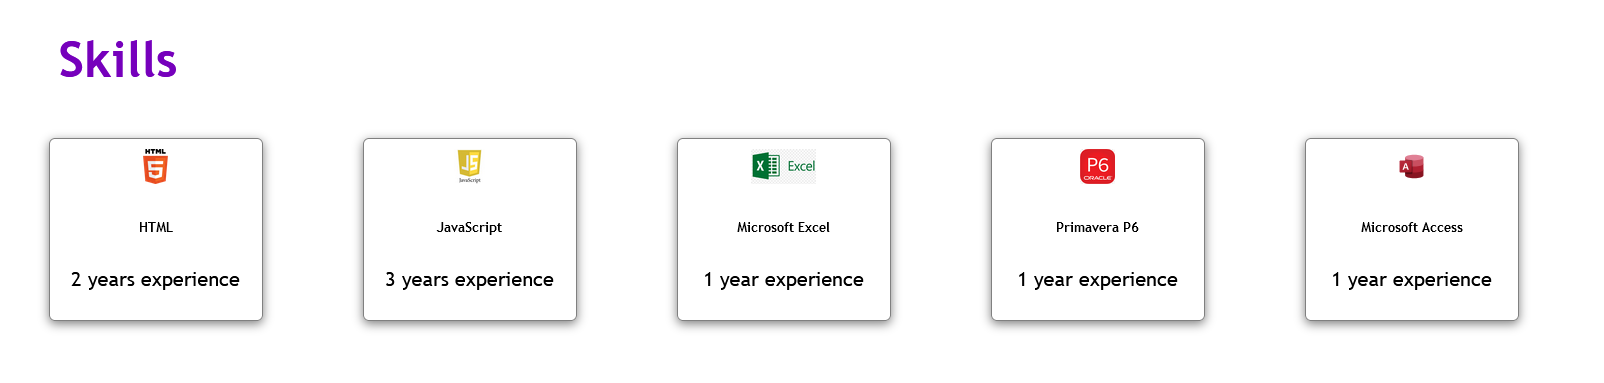 Skills
HTML
5
HTML
2 years experience
JS
JavaScript
JavaScript
3 years experience
X Excel
Microsoft Excel
1 year experience
P6
ORACLE
Primavera P6
1 year experience
A
Microsoft Access
1 year experience